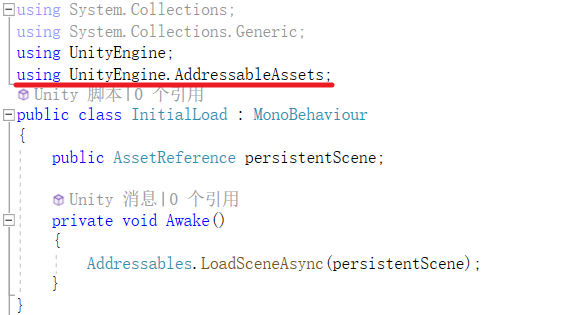 using System.Collections;
using System.Collections.Generic;
using UnityEngine;
using UnityEngine.AddressableAssets;
Unity 脚本|0 个引用
public class InitialLoad : MonoBehaviour
{
    public AssetReference persistentScene;
    Unity 消息|0 个引用
    private void Awake()
    {
        Addressables.LoadSceneAsync(persistentScene);
    }
}